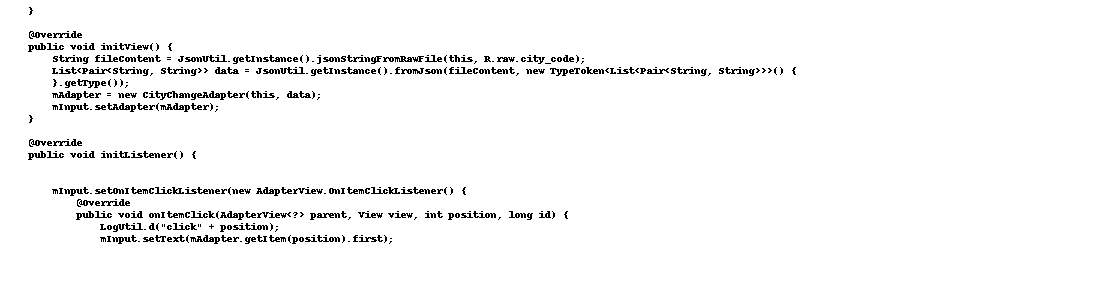 }
@Override
public void initView() {
String fileContent = JsonUtil.getInstance().jsonStringFromRawFile(this, R.raw.city_code);
List<Pair<String, String>> data = JsonUtil.getInstance().fromJson(fileContent, new TypeToken<List<Pair<String, String>>>() {
}.getType());
mAdapter = new CityChangeAdapter(this, data);
mInput.setAdapter(mAdapter);
}
@Override
public void initListener() {
mInput.setOnItemClickListener(new AdapterView.OnItemClickListener() {
@Override
public void onItemClick(AdapterView<?> parent, View view, int position, long id) {
LogUtil.d("click" + position);
mInput.setText(mAdapter.getItem(position).first);